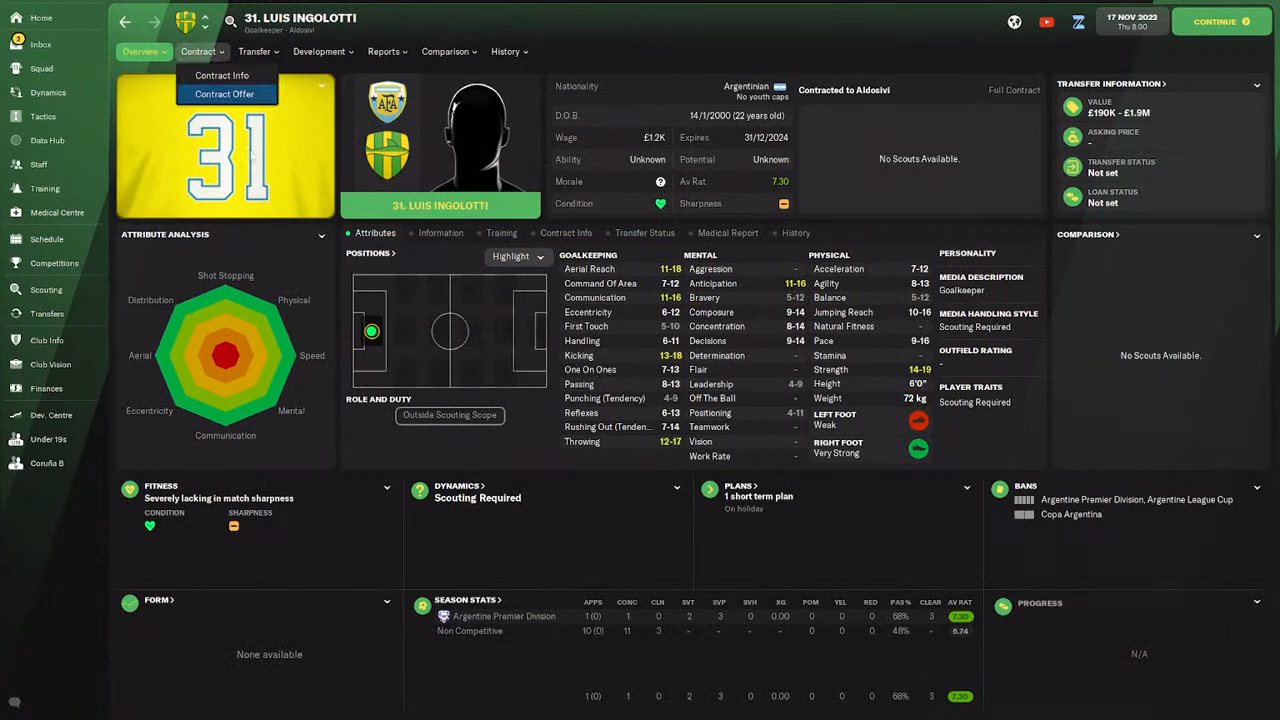 Home
31. LUIS INGOLOTTI
Goalkeeper - Aldosivi
17 NOV 2022
Thu 8:00
CONTINUE
2
Inbox
Squad
Dynamics
Tactics
Data Hub
Staff
Training
Medical Centre
Schedule
Competitions
Scouting
Transfers
Club Info
Club Vision
Finances
Dev. Centre
Under 19s
Coruña B
Overview
Contract
Transfer
Development
Reports
Comparison
History
Contract Info
Contract Offer
31
AFA
31. LUIS INGOLOTTI
Nationality Argentinian
No youth caps
D.O.B. 14/1/2000 (22 years old)
Wage £1.2K Expires 31/12/2024
Ability Unknown Potential Unknown
Morale Av Rat 7.30
Condition Sharpness
Contracted to Aldosivi Full Contract
No Scouts Available.
TRANSFER INFORMATION >
VALUE
£190K - £1.9M
ASKING PRICE
-
TRANSFER STATUS
Not set
LOAN STATUS
Not set
ATTRIBUTE ANALYSIS
Shot Stopping
Distribution Physical
Aerial Speed
Eccentricity Mental
Communication
Attributes Information Training Contract Info Transfer Status Medical Report History
POSITIONS >
Highlight
ROLE AND DUTY
Outside Scouting Scope
GOALKEEPING
Aerial Reach 11-18
Command Of Area 7-12
Communication 11-16
Eccentricity 6-12
First Touch 5-10
Handling 6-11
Kicking 13-18
One On Ones 7-13
Passing 8-13
Punching (Tendency) 4-9
Reflexes 6-13
Rushing Out (Tenden... 7-14
Throwing 12-17
MENTAL
Aggression -
Anticipation 11-16
Bravery 5-12
Composure 9-14
Concentration 8-14
Decisions 9-14
Determination -
Flair -
Leadership 4-9
Off The Ball -
Positioning 4-11
Teamwork -
Vision -
Work Rate -
PHYSICAL
Acceleration 7-12
Agility 8-13
Balance 5-12
Jumping Reach 10-16
Natural Fitness -
Pace 9-16
Stamina -
Strength 14-19
Height 6'0"
Weight 72 kg
LEFT FOOT
Weak
RIGHT FOOT
Very Strong
PERSONALITY
MEDIA DESCRIPTION
Goalkeeper
MEDIA HANDLING STYLE
Scouting Required
OUTFIELD RATING
-
PLAYER TRAITS
Scouting Required
COMPARISON >
No Scouts Available.
FITNESS
Severely lacking in match sharpness
CONDITION SHARPNESS
DYNAMICS >
Scouting Required
PLANS >
1 short term plan
On holiday
BANS
Argentine Premier Division, Argentine League Cup
Copa Argentina
FORM >
None available
SEASON STATS > APPS CONC CLN SVT SVP SVH XG POM YEL RED PAS % CLEAR AV RAT
Argentine Premier Division 1 (0) 1 0 2 3 0 0.00 0 0 0 68% 3 7.30
Non Competitive 10 (0) 11 3 0 0 0 48% - 6.74
1 (0) 1 0 2 3 0 0.00 0 0 0 68% 3 7.30
PROGRESS
N/A